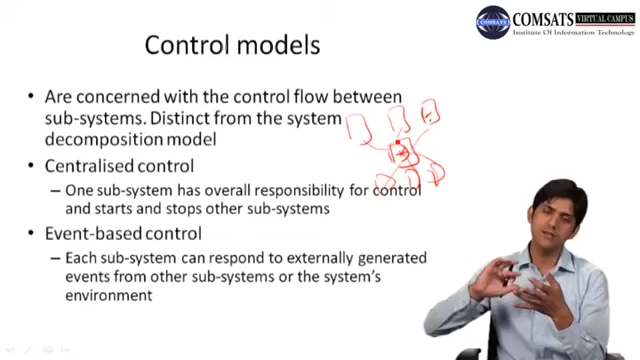 COMSATS VIRTUAL CAMPUS
Institute Of Information Technology
COMSATS
Control models
• Are concerned with the control flow between
sub-systems. Distinct from the system
decomposition model
• Centralised control
– One sub-system has overall responsibility for control
and starts and stops other sub-systems
• Event-based control
– Each sub-system can respond to externally generated
events from other sub-systems or the system's
environment